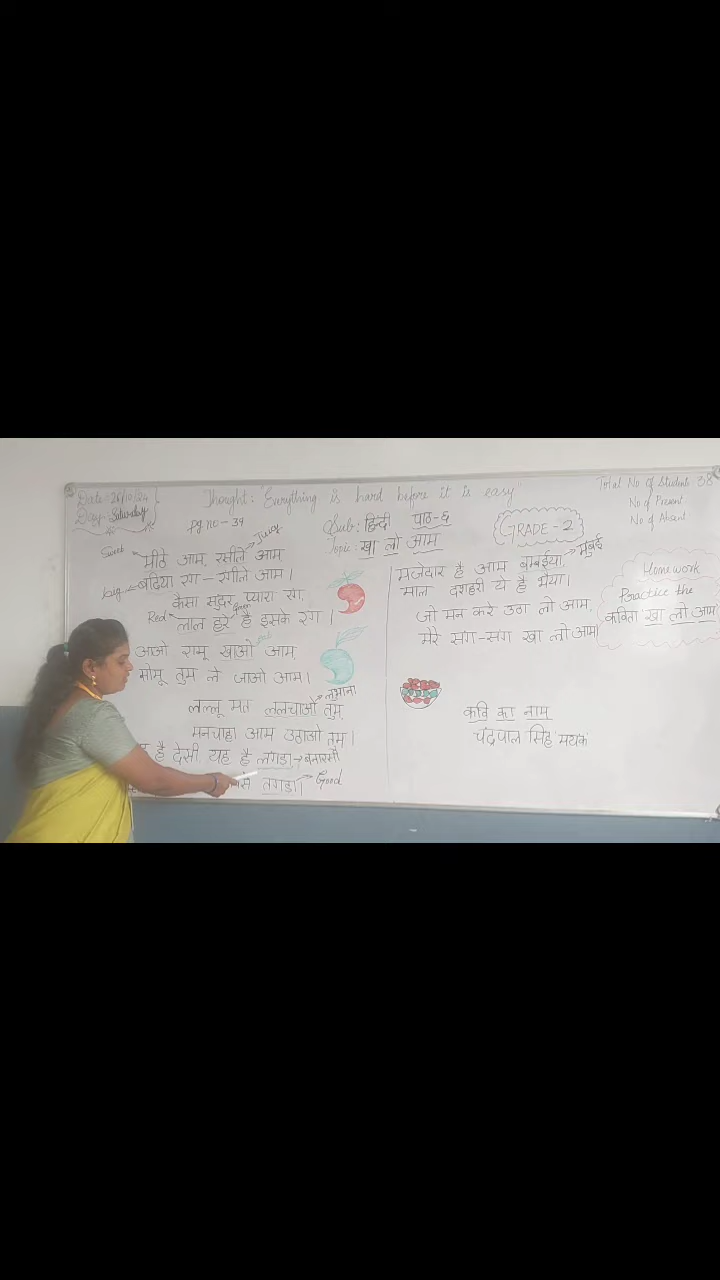 Date: 26/10/24
Day: Saturday
Thought: "Everything is hard before it is easy"
Total No of Students 38
No of Present
No of Absent
Pg no - 39
Sub: हिन्दी पाठ-६
Topic: खा लो आम
GRADE - 2
Sweet
Juicy
मीठे आम, रसीले आम
बढ़िया रंग-रंगीले आम।
कैसा सुंदर, प्यारा रंग,
Red
Green
लाल हरे है इसके रंग।
आओ रामू खाओ आम,
सोमू तुम ले जाओ आम।
लल्लू मत ललचाओ तुम,
लुभाना
मनचाहा आम उठाओ तुम।
है देसी, यह है लंगड़ा → बनारसी
तगड़ा। → Good
मजेदार है आम बम्बईया, → मुंबई
माल दशहरी ये है भैया।
जो मन करे उठा लो आम,
मेरे संग-संग खा लो आम।
कवि का नाम
चंद्रपाल सिंह 'मयंक'
Homework
Practice the
कविता खा लो आम